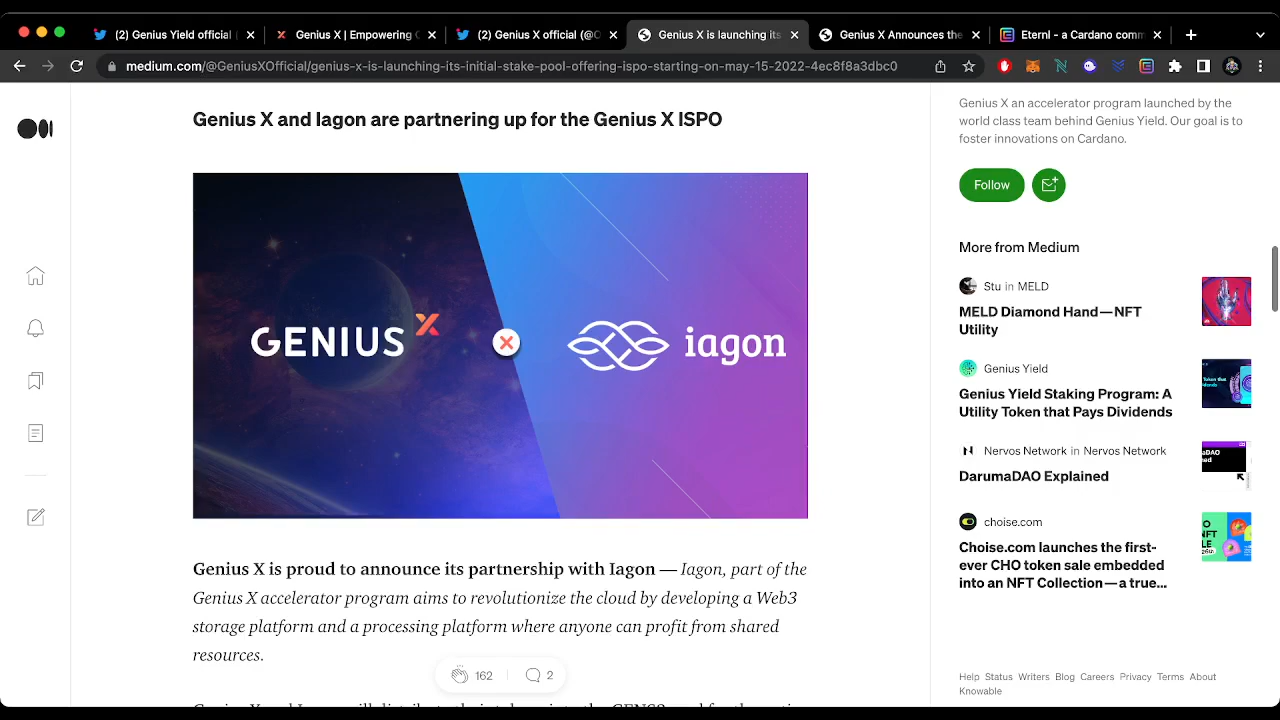 (2) Genius Yield official
Genius X | Empowering
(2) Genius X official (@
Genius X is launching its
Genius X Announces the
Eternl - a Cardano comm
medium.com/@GeniusXOfficial/genius-x-is-launching-its-initial-stake-pool-offering-ispo-starting-on-may-15-2022-4ec8f8a3dbc0
Genius X and Iagon are partnering up for the Genius X ISPO
GENIUS X
iagon
Genius X is proud to announce its partnership with Iagon — Iagon, part of the
Genius X accelerator program aims to revolutionize the cloud by developing a Web3
storage platform and a processing platform where anyone can profit from shared
resources.
162
2
Genius X an accelerator program launched by the
world class team behind Genius Yield. Our goal is to
foster innovations on Cardano.
Follow
More from Medium
Stu in MELD
MELD Diamond Hand — NFT
Utility
Genius Yield
Genius Yield Staking Program: A
Utility Token that Pays Dividends
Nervos Network in Nervos Network
DarumaDAO Explained
choise.com
Choise.com launches the first-
ever CHO token sale embedded
into an NFT Collection — a true...
Help Status Writers Blog Careers Privacy Terms About
Knowable